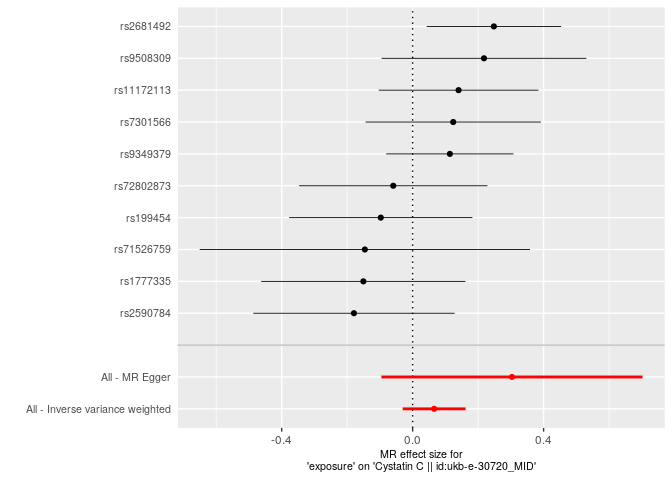 rs2681492
rs9508309
rs11172113
rs7301566
rs9349379
rs72802873
rs199454
rs71526759
rs1777335
rs2590784
All - MR Egger
All - Inverse variance weighted
-0.4
0.0
0.4
MR effect size for
'exposure' on 'Cystatin C || id:ukb-e-30720_MID'